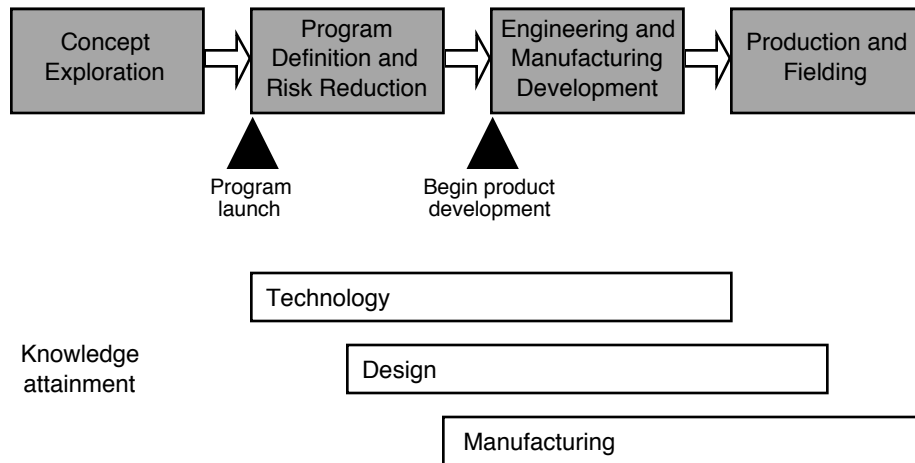 Concept
Exploration
Program
Definition and
Risk Reduction
Engineering and
Manufacturing
Development
Production and
Fielding
Program
launch
Begin product
development
Technology
Knowledge
attainment
Design
Manufacturing